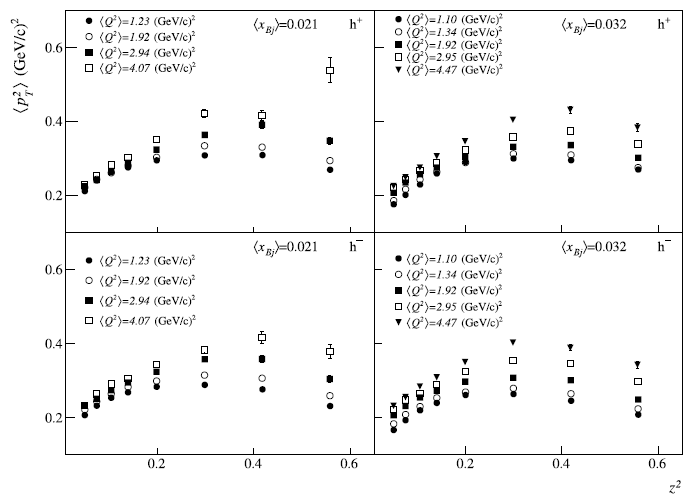 ⟨p_T^2⟩ (GeV/c)^2
⟨Q^2⟩=1.23 (GeV/c)^2
⟨Q^2⟩=1.92 (GeV/c)^2
⟨Q^2⟩=2.94 (GeV/c)^2
⟨Q^2⟩=4.07 (GeV/c)^2
⟨x_Bj⟩=0.021 h^+
⟨Q^2⟩=1.10 (GeV/c)^2
⟨Q^2⟩=1.34 (GeV/c)^2
⟨Q^2⟩=1.92 (GeV/c)^2
⟨Q^2⟩=2.95 (GeV/c)^2
⟨Q^2⟩=4.47 (GeV/c)^2
⟨x_Bj⟩=0.032 h^+
0.6
0.4
0.2
⟨Q^2⟩=1.23 (GeV/c)^2
⟨Q^2⟩=1.92 (GeV/c)^2
⟨Q^2⟩=2.94 (GeV/c)^2
⟨Q^2⟩=4.07 (GeV/c)^2
⟨x_Bj⟩=0.021 h^−
⟨Q^2⟩=1.10 (GeV/c)^2
⟨Q^2⟩=1.34 (GeV/c)^2
⟨Q^2⟩=1.92 (GeV/c)^2
⟨Q^2⟩=2.95 (GeV/c)^2
⟨Q^2⟩=4.47 (GeV/c)^2
⟨x_Bj⟩=0.032 h^−
0.6
0.4
0.2
0.2 0.4 0.6 0.2 0.4 0.6
z^2